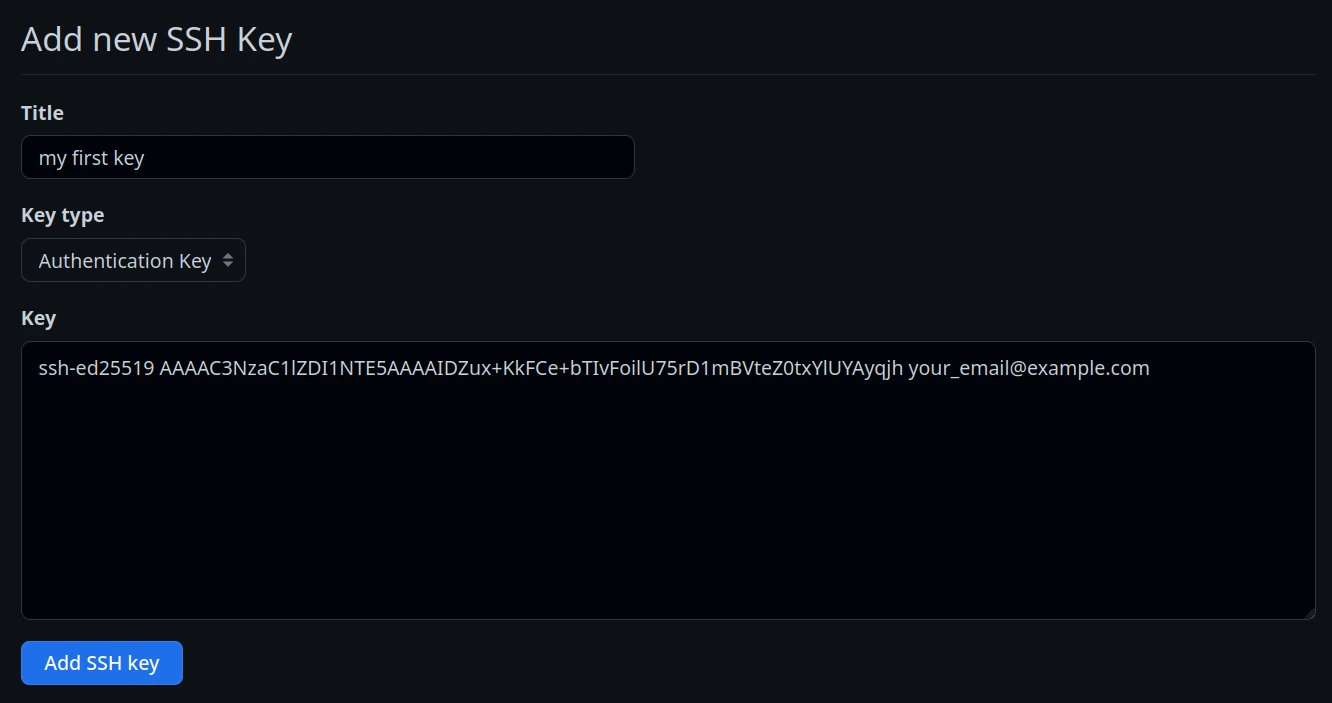 Add new SSH Key
Title
my first key
Key type
Authentication Key
Key
ssh-ed25519 AAAAC3NzaC1lZDI1NTE5AAAAIDZux+KkFCe+bTIvFoilU75rD1mBVteZ0txYlUYAyqjh your_email@example.com
Add SSH key